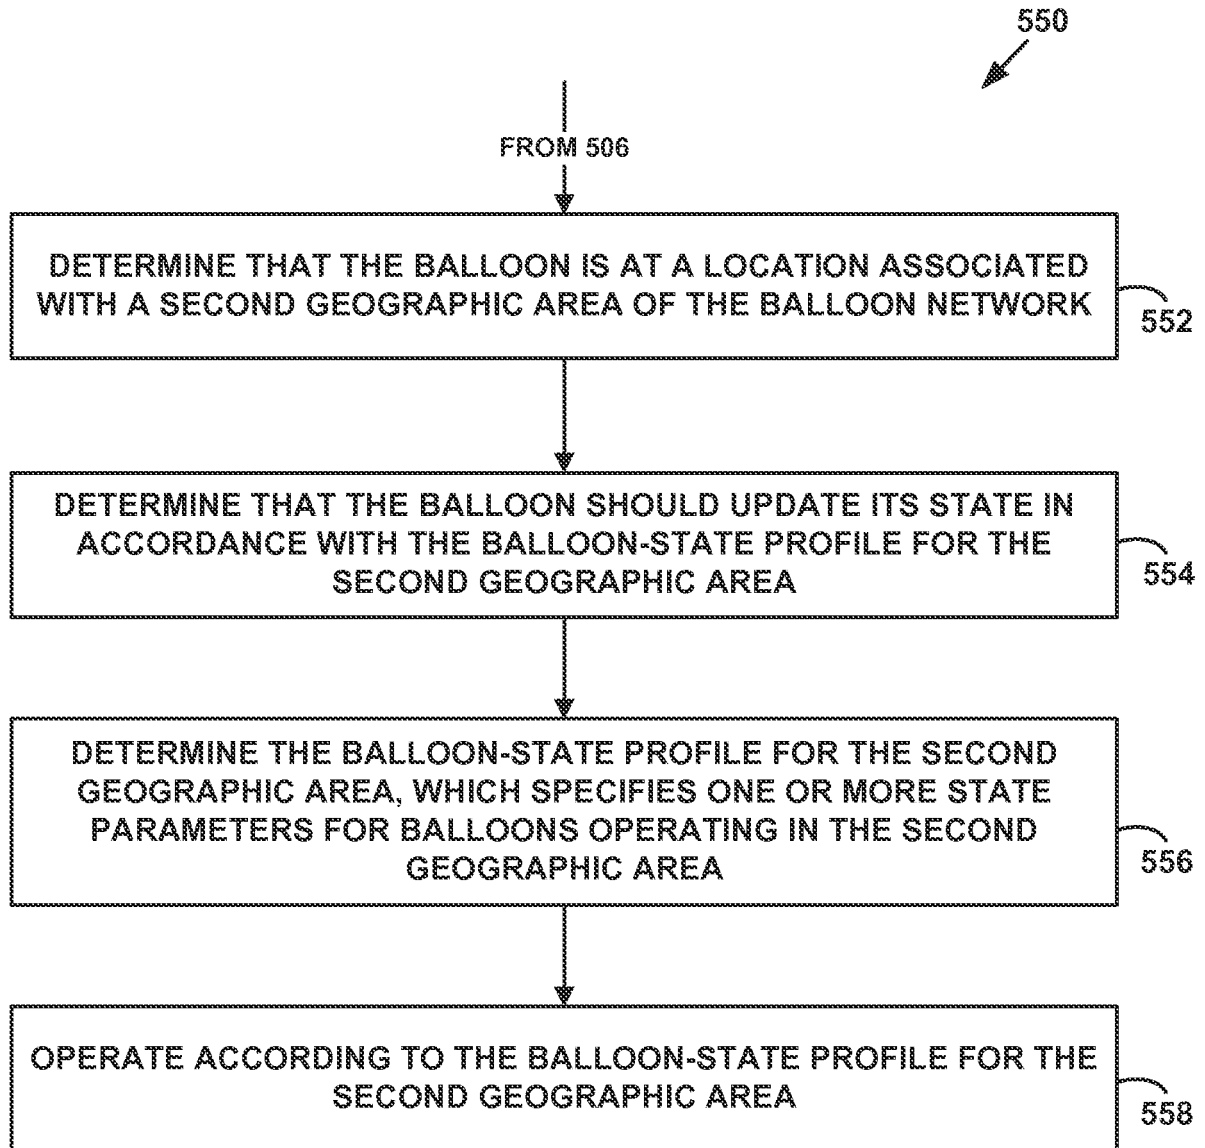 550
FROM 506
DETERMINE THAT THE BALLOON IS AT A LOCATION ASSOCIATED
WITH A SECOND GEOGRAPHIC AREA OF THE BALLOON NETWORK
552
DETERMINE THAT THE BALLOON SHOULD UPDATE ITS STATE IN
ACCORDANCE WITH THE BALLOON-STATE PROFILE FOR THE
SECOND GEOGRAPHIC AREA
554
DETERMINE THE BALLOON-STATE PROFILE FOR THE SECOND
GEOGRAPHIC AREA, WHICH SPECIFIES ONE OR MORE STATE
PARAMETERS FOR BALLOONS OPERATING IN THE SECOND
GEOGRAPHIC AREA
556
OPERATE ACCORDING TO THE BALLOON-STATE PROFILE FOR THE
SECOND GEOGRAPHIC AREA
558